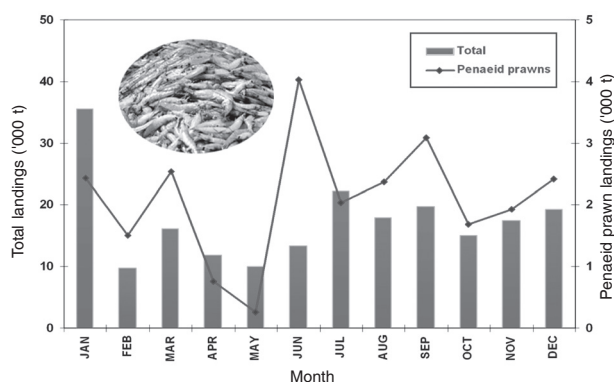 50
40
30
20
10
0
Total landings ('000 t)
5
4
3
2
1
0
Penaeid prawn landings ('000 t)
Total
Penaeid prawns
JAN
FEB
MAR
APR
MAY
JUN
JUL
AUG
SEP
OCT
NOV
DEC
Month